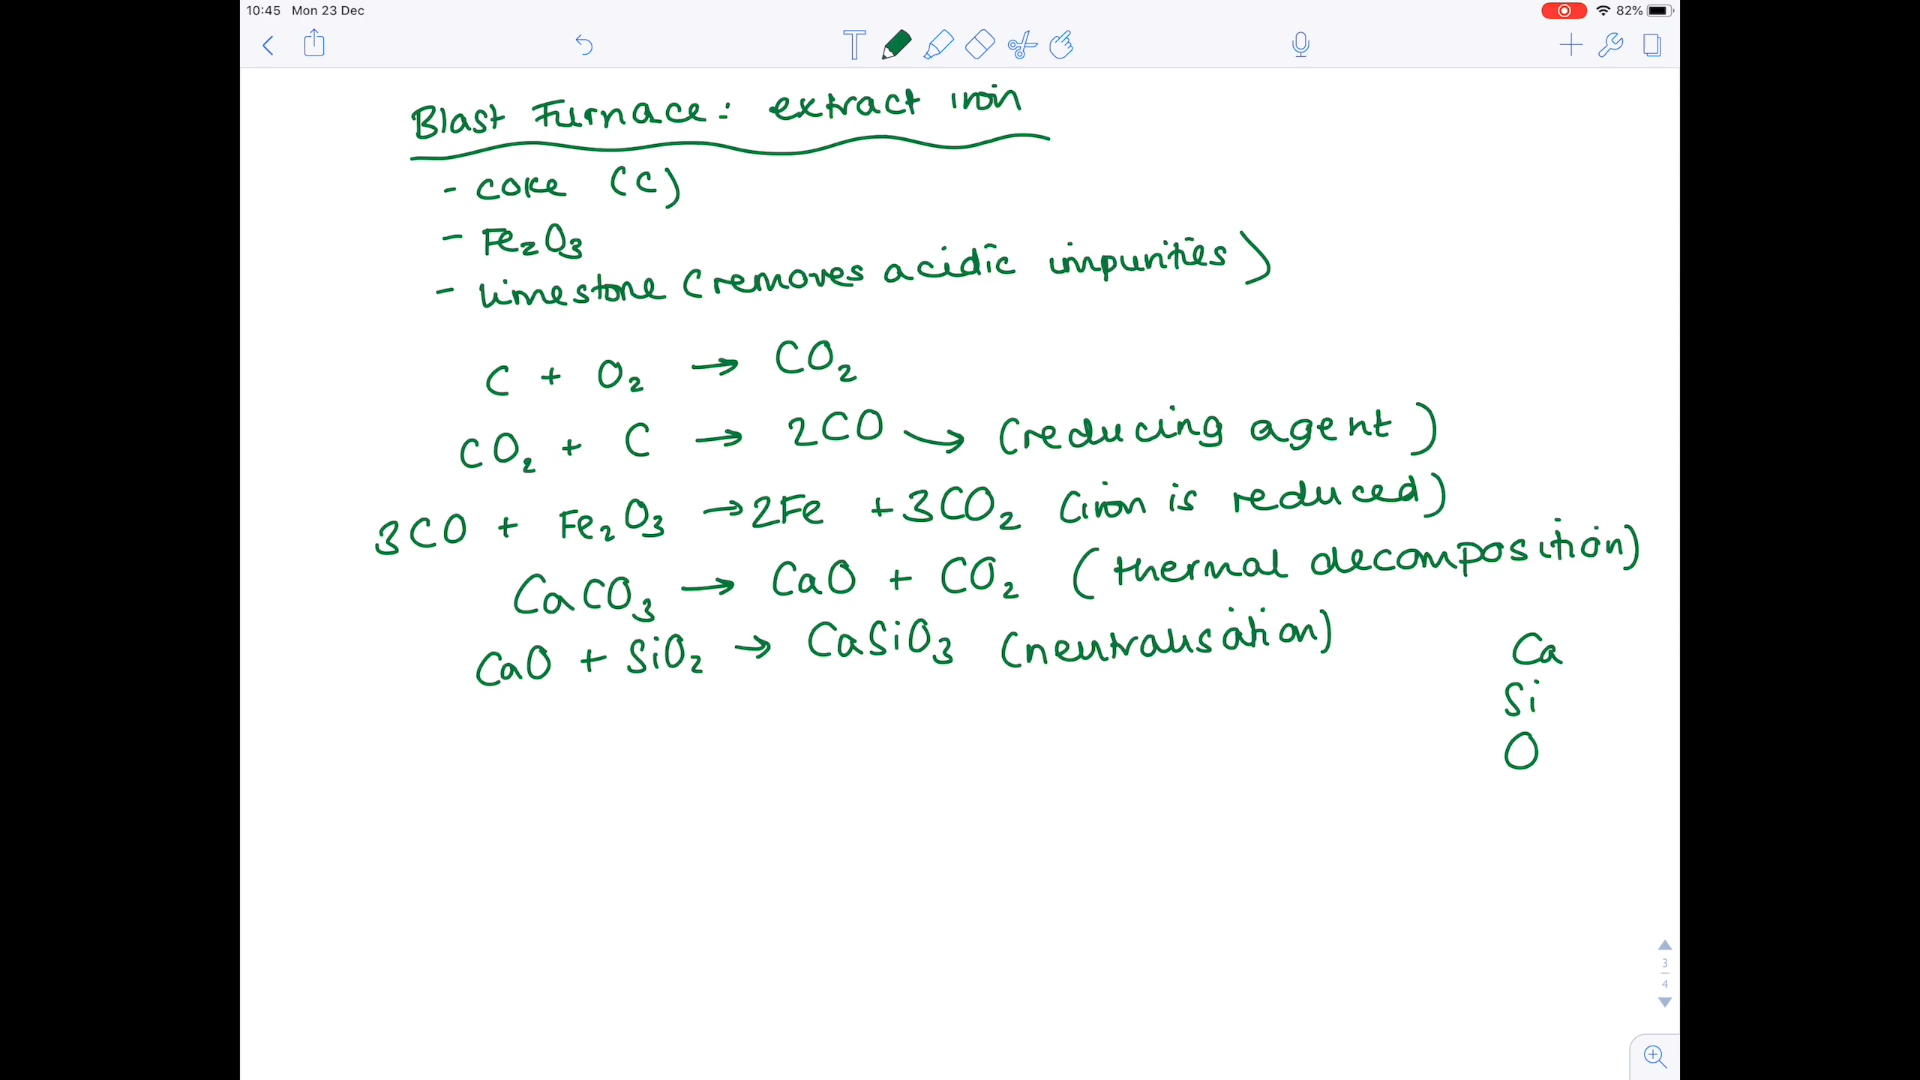 10:45 Mon 23 Dec
82%
T
Blast Furnace: extract iron
- coke (C)
- Fe₂O₃
- limestone (removes acidic impurities)
C + O₂ → CO₂
CO₂ + C → 2CO → (reducing agent)
3CO + Fe₂O₃ → 2Fe + 3CO₂ (iron is reduced)
CaCO₃ → CaO + CO₂ (thermal decomposition)
CaO + SiO₂ → CaSiO₃ (neutralisation)
Ca
Si
O
3
4